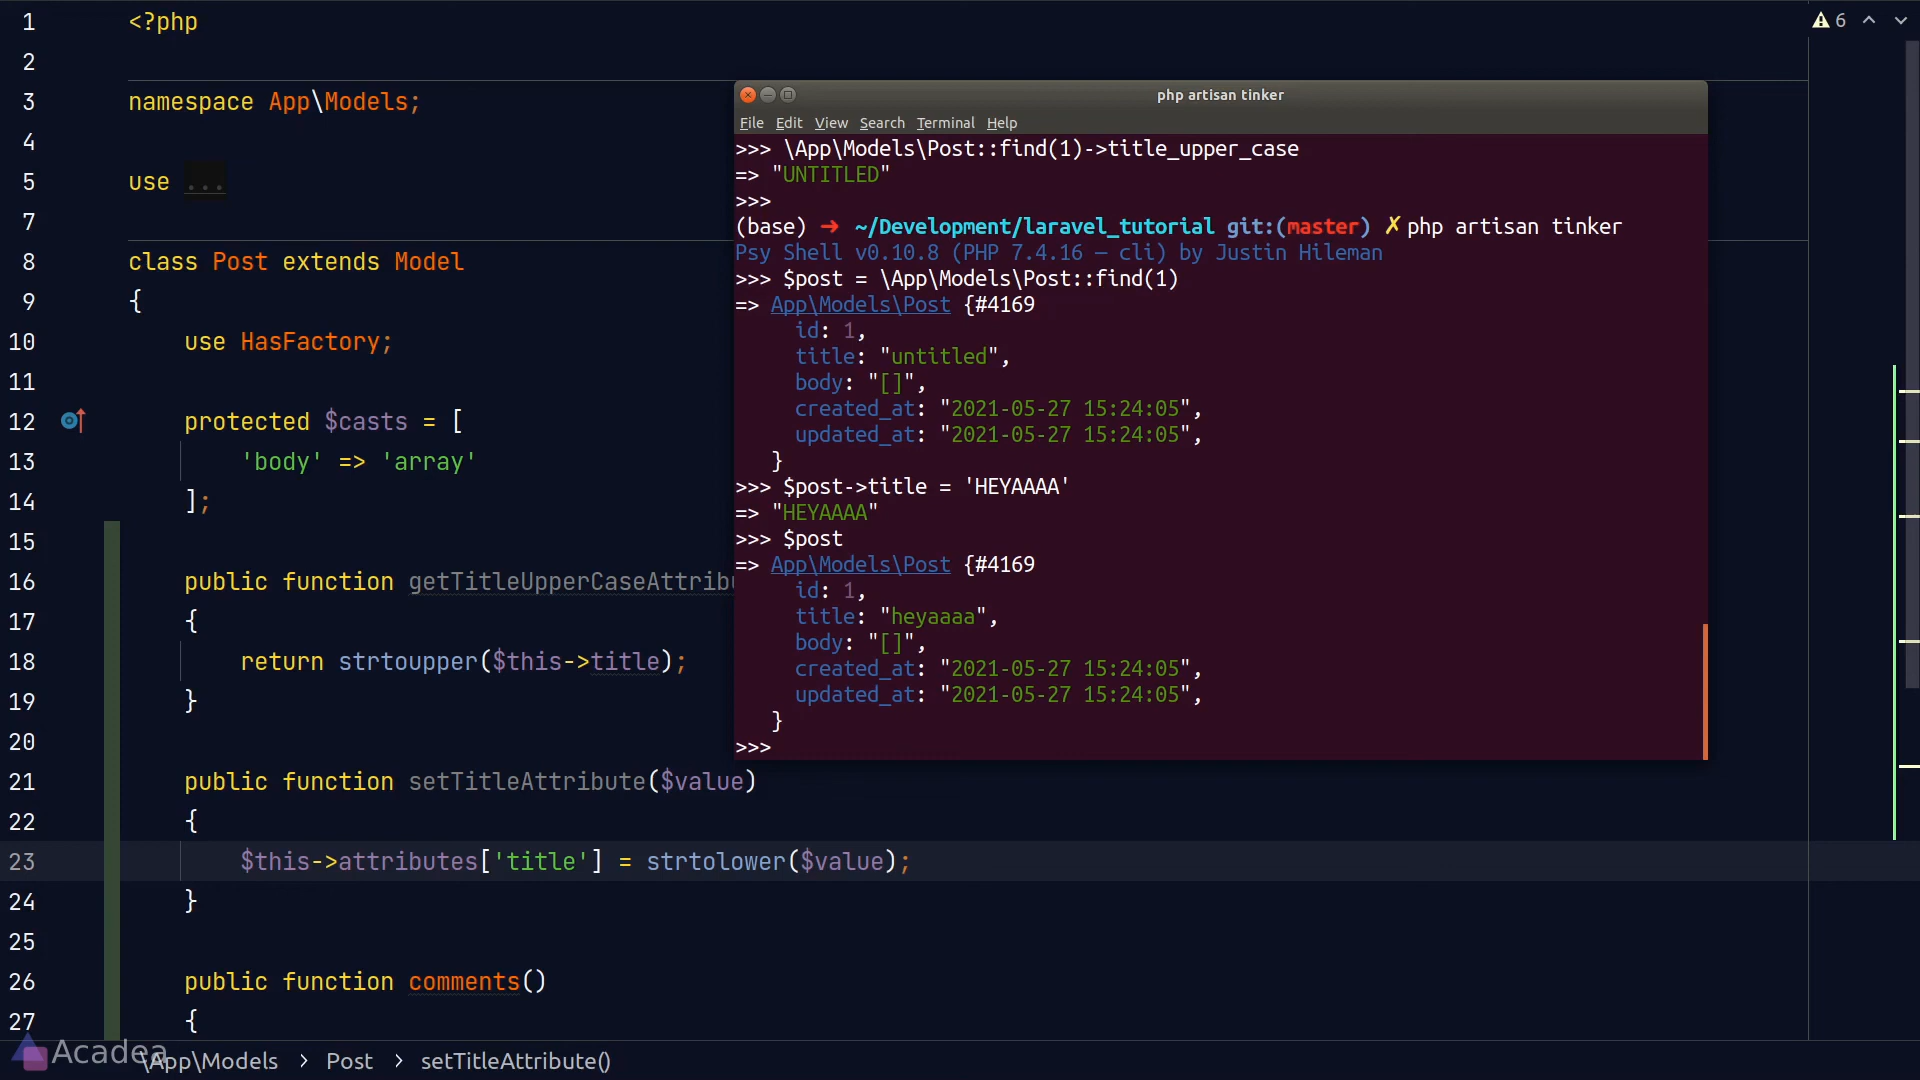 1 <?php
2
3 namespace App\Models;
4
5 use ...
7
8 class Post extends Model
9 {
10 use HasFactory;
11
12 protected $casts = [
13 'body' => 'array'
14 ];
15
16 public function getTitleUpperCaseAttribu
17 {
18 return strtoupper($this->title);
19 }
20
21 public function setTitleAttribute($value)
22 {
23 $this->attributes['title'] = strtolower($value);
24 }
25
26 public function comments()
27 {
6
php artisan tinker
File Edit View Search Terminal Help
>>> \App\Models\Post::find(1)->title_upper_case
=> "UNTITLED"
>>>
(base) ➜ ~/Development/laravel_tutorial git:(master) ✗ php artisan tinker
Psy Shell v0.10.8 (PHP 7.4.16 — cli) by Justin Hileman
>>> $post = \App\Models\Post::find(1)
=> App\Models\Post {#4169
id: 1,
title: "untitled",
body: "[]",
created_at: "2021-05-27 15:24:05",
updated_at: "2021-05-27 15:24:05",
}
>>> $post->title = 'HEYAAAA'
=> "HEYAAAA"
>>> $post
=> App\Models\Post {#4169
id: 1,
title: "heyaaaa",
body: "[]",
created_at: "2021-05-27 15:24:05",
updated_at: "2021-05-27 15:24:05",
}
>>>
Acadea
\App\Models > Post > setTitleAttribute()